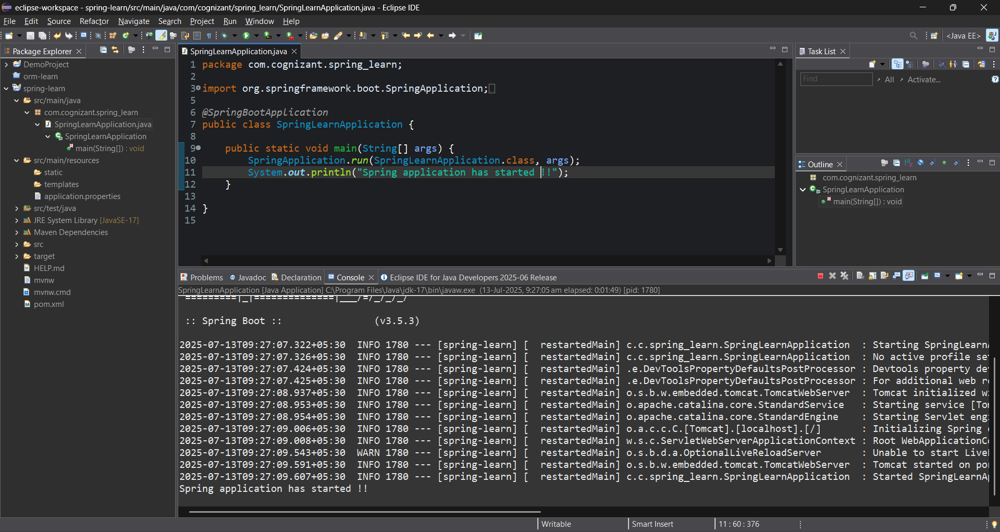 eclipse-workspace - spring-learn/src/main/java/com/cognizant/spring_learn/SpringLearnApplication.java - Eclipse IDE
File Edit Source Refactor Navigate Search Project Run Window Help
<Java EE>
Package Explorer
DemoProject
orm-learn
spring-learn
src/main/java
com.cognizant.spring_learn
SpringLearnApplication.java
SpringLearnApplication
main(String[]) : void
src/main/resources
static
templates
application.properties
src/test/java
JRE System Library [JavaSE-17]
Maven Dependencies
src
target
HELP.md
mvnw
mvnw.cmd
pom.xml
SpringLearnApplication.java
1 package com.cognizant.spring_learn;
2
3 import org.springframework.boot.SpringApplication;
5
6 @SpringBootApplication
7 public class SpringLearnApplication {
8
9 public static void main(String[] args) {
10 SpringApplication.run(SpringLearnApplication.class, args);
11 System.out.println("Spring application has started !!");
12 }
13
14 }
15
Task List
Find All Activate...
Outline
com.cognizant.spring_learn
SpringLearnApplication
main(String[]) : void
Problems Javadoc Declaration Console Eclipse IDE for Java Developers 2025-06 Release
SpringLearnApplication [Java Application] C:\Program Files\Java\jdk-17\bin\javaw.exe (13-Jul-2025, 9:27:05 am elapsed: 0:01:49) [pid: 1780]
=========|_|==============|___/=/_/_/_/
:: Spring Boot :: (v3.5.3)
2025-07-13T09:27:07.322+05:30 INFO 1780 --- [spring-learn] [ restartedMain] c.c.spring_learn.SpringLearnApplication : Starting SpringLearn
2025-07-13T09:27:07.326+05:30 INFO 1780 --- [spring-learn] [ restartedMain] c.c.spring_learn.SpringLearnApplication : No active profile se
2025-07-13T09:27:07.424+05:30 INFO 1780 --- [spring-learn] [ restartedMain] .e.DevToolsPropertyDefaultsPostProcessor : Devtools property de
2025-07-13T09:27:07.425+05:30 INFO 1780 --- [spring-learn] [ restartedMain] .e.DevToolsPropertyDefaultsPostProcessor : For additional web r
2025-07-13T09:27:08.937+05:30 INFO 1780 --- [spring-learn] [ restartedMain] o.s.b.w.embedded.tomcat.TomcatWebServer : Tomcat initialized w
2025-07-13T09:27:08.953+05:30 INFO 1780 --- [spring-learn] [ restartedMain] o.apache.catalina.core.StandardService : Starting service [To
2025-07-13T09:27:08.954+05:30 INFO 1780 --- [spring-learn] [ restartedMain] o.apache.catalina.core.StandardEngine : Starting Servlet eng
2025-07-13T09:27:09.006+05:30 INFO 1780 --- [spring-learn] [ restartedMain] o.a.c.c.C.[Tomcat].[localhost].[/] : Initializing Spring
2025-07-13T09:27:09.008+05:30 INFO 1780 --- [spring-learn] [ restartedMain] w.s.c.ServletWebServerApplicationContext : Root WebApplicationC
2025-07-13T09:27:09.543+05:30 WARN 1780 --- [spring-learn] [ restartedMain] o.s.b.d.a.OptionalLiveReloadServer : Unable to start Live
2025-07-13T09:27:09.591+05:30 INFO 1780 --- [spring-learn] [ restartedMain] o.s.b.w.embedded.tomcat.TomcatWebServer : Tomcat started on po
2025-07-13T09:27:09.607+05:30 INFO 1780 --- [spring-learn] [ restartedMain] c.c.spring_learn.SpringLearnApplication : Started SpringLearnA
Spring application has started !!
Writable Smart Insert 11 : 60 : 376